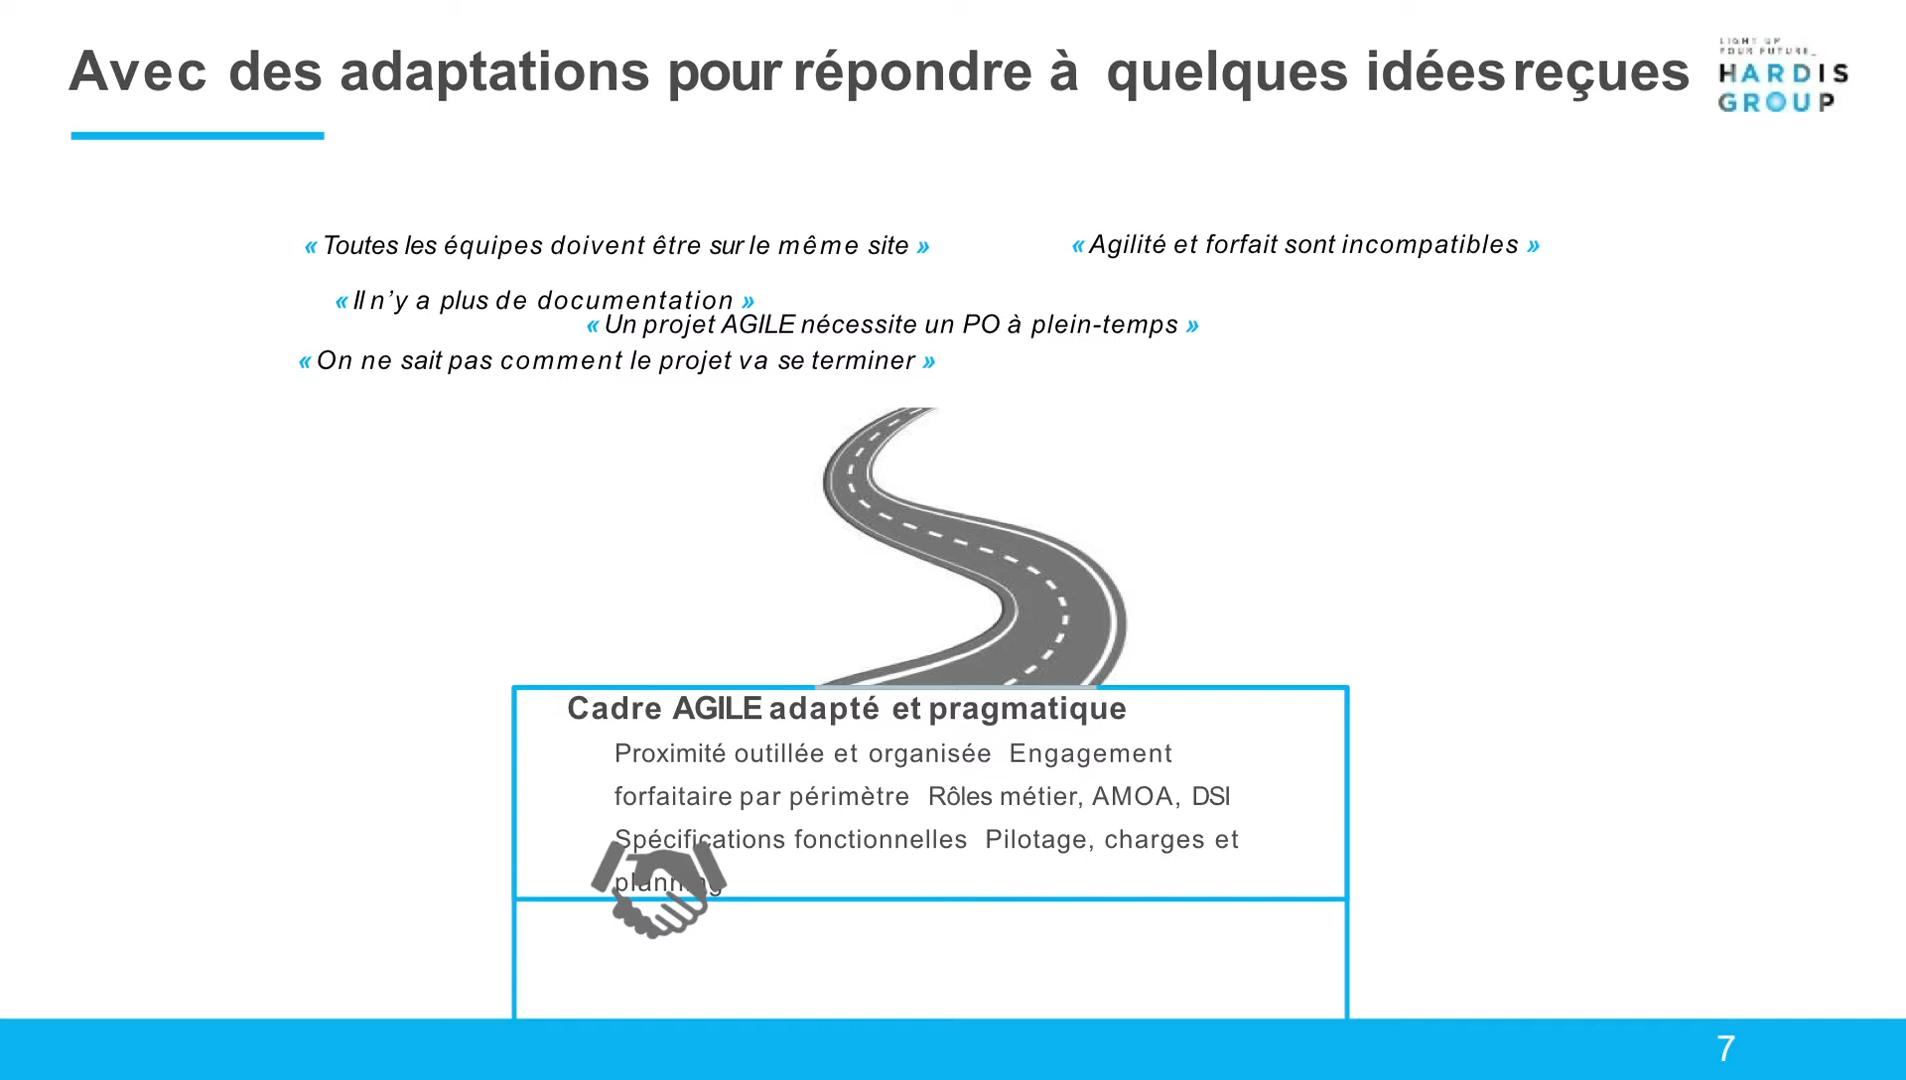 Avec des adaptations pour répondre à quelques idées reçues
LIGHT UP
YOUR FUTURE_
HARDIS
GROUP
« Toutes les équipes doivent être sur le même site »
« Agilité et forfait sont incompatibles »
« Il n’y a plus de documentation »
« Un projet AGILE nécessite un PO à plein-temps »
« On ne sait pas comment le projet va se terminer »
Cadre AGILE adapté et pragmatique
Proximité outillée et organisée Engagement
forfaitaire par périmètre Rôles métier, AMOA, DSI
Spécifications fonctionnelles Pilotage, charges et
planning
7